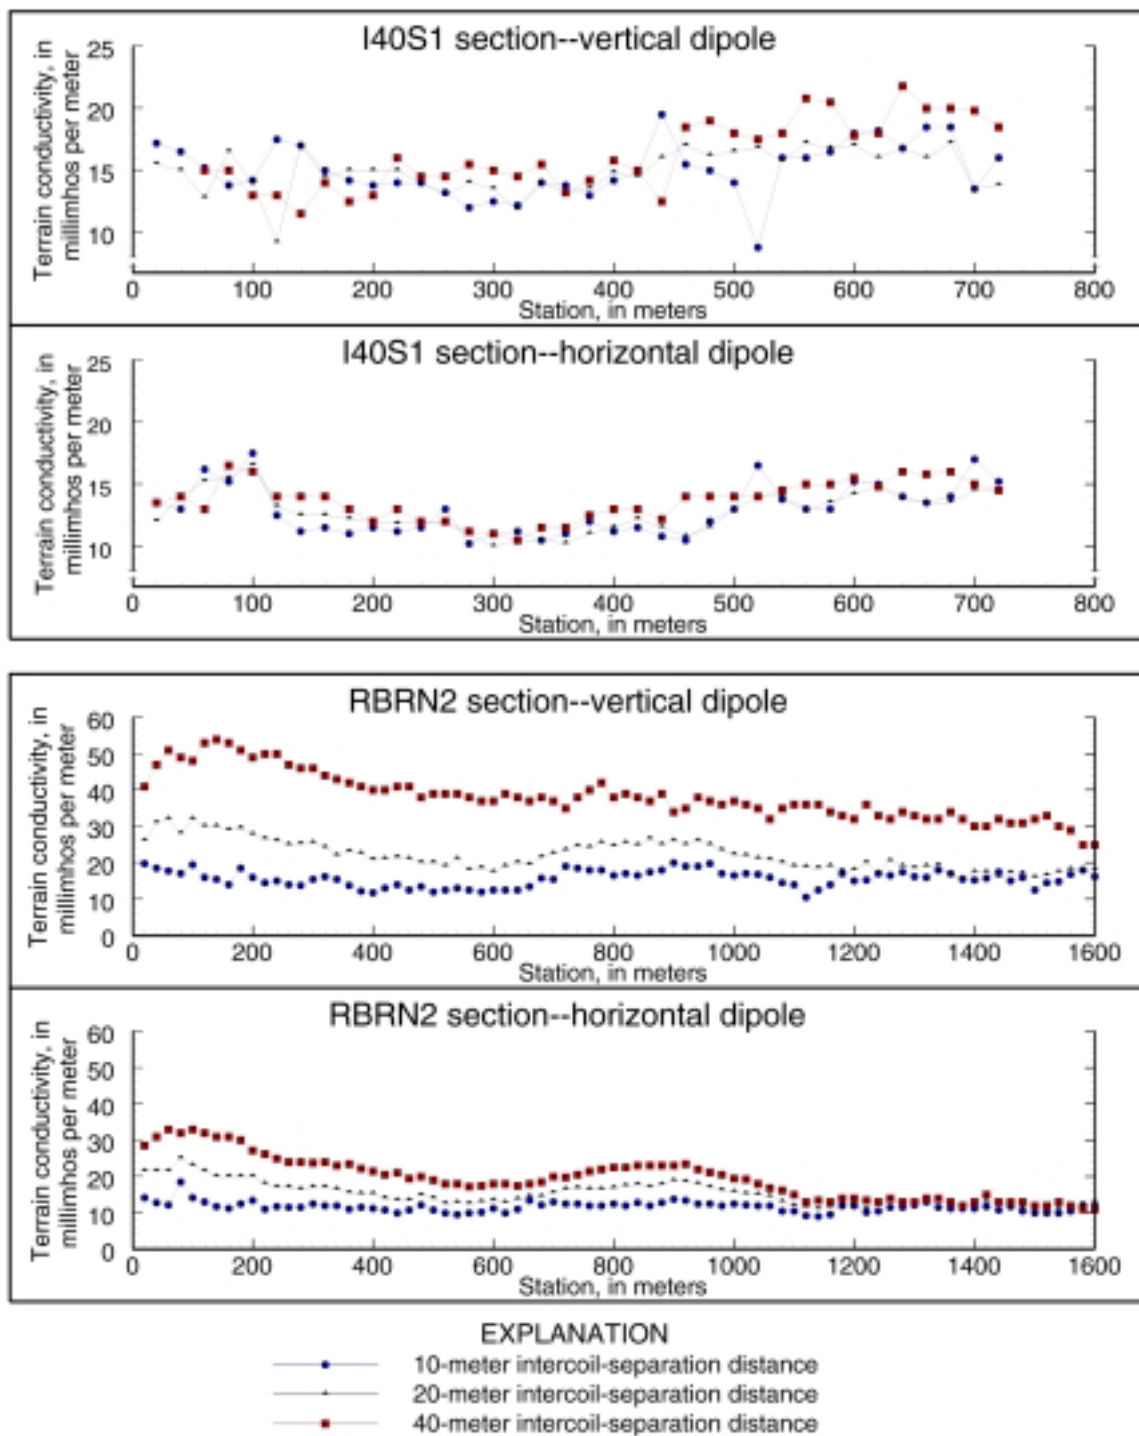 I40S1 section--vertical dipole
Terrain conductivity, in
millimhos per meter
25
20
15
10
0 100 200 300 400 500 600 700 800
Station, in meters
I40S1 section--horizontal dipole
Terrain conductivity, in
millimhos per meter
25
20
15
10
0 100 200 300 400 500 600 700 800
Station, in meters
RBRN2 section--vertical dipole
Terrain conductivity, in
millimhos per meter
60
50
40
30
20
10
0
0 200 400 600 800 1000 1200 1400 1600
Station, in meters
RBRN2 section--horizontal dipole
Terrain conductivity, in
millimhos per meter
60
50
40
30
20
10
0
0 200 400 600 800 1000 1200 1400 1600
Station, in meters
EXPLANATION
10-meter intercoil-separation distance
20-meter intercoil-separation distance
40-meter intercoil-separation distance